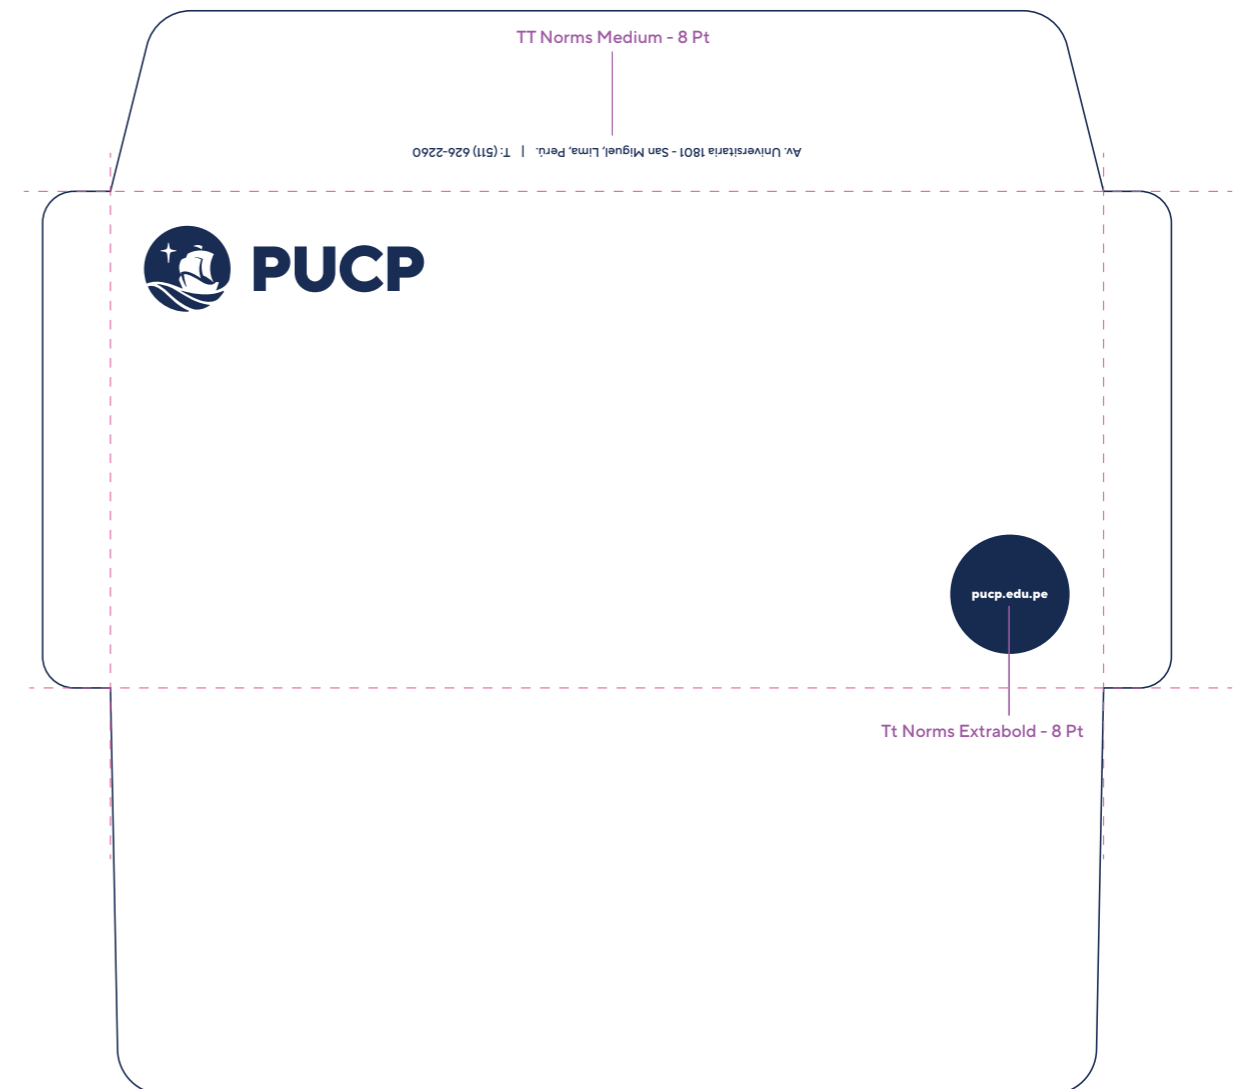 TT Norms Medium - 8 Pt
Av. Universitaria 1801 - San Miguel, Lima, Perú. | T: (511) 626-2260
PUCP
pucp.edu.pe
Tt Norms Extrabold - 8 Pt